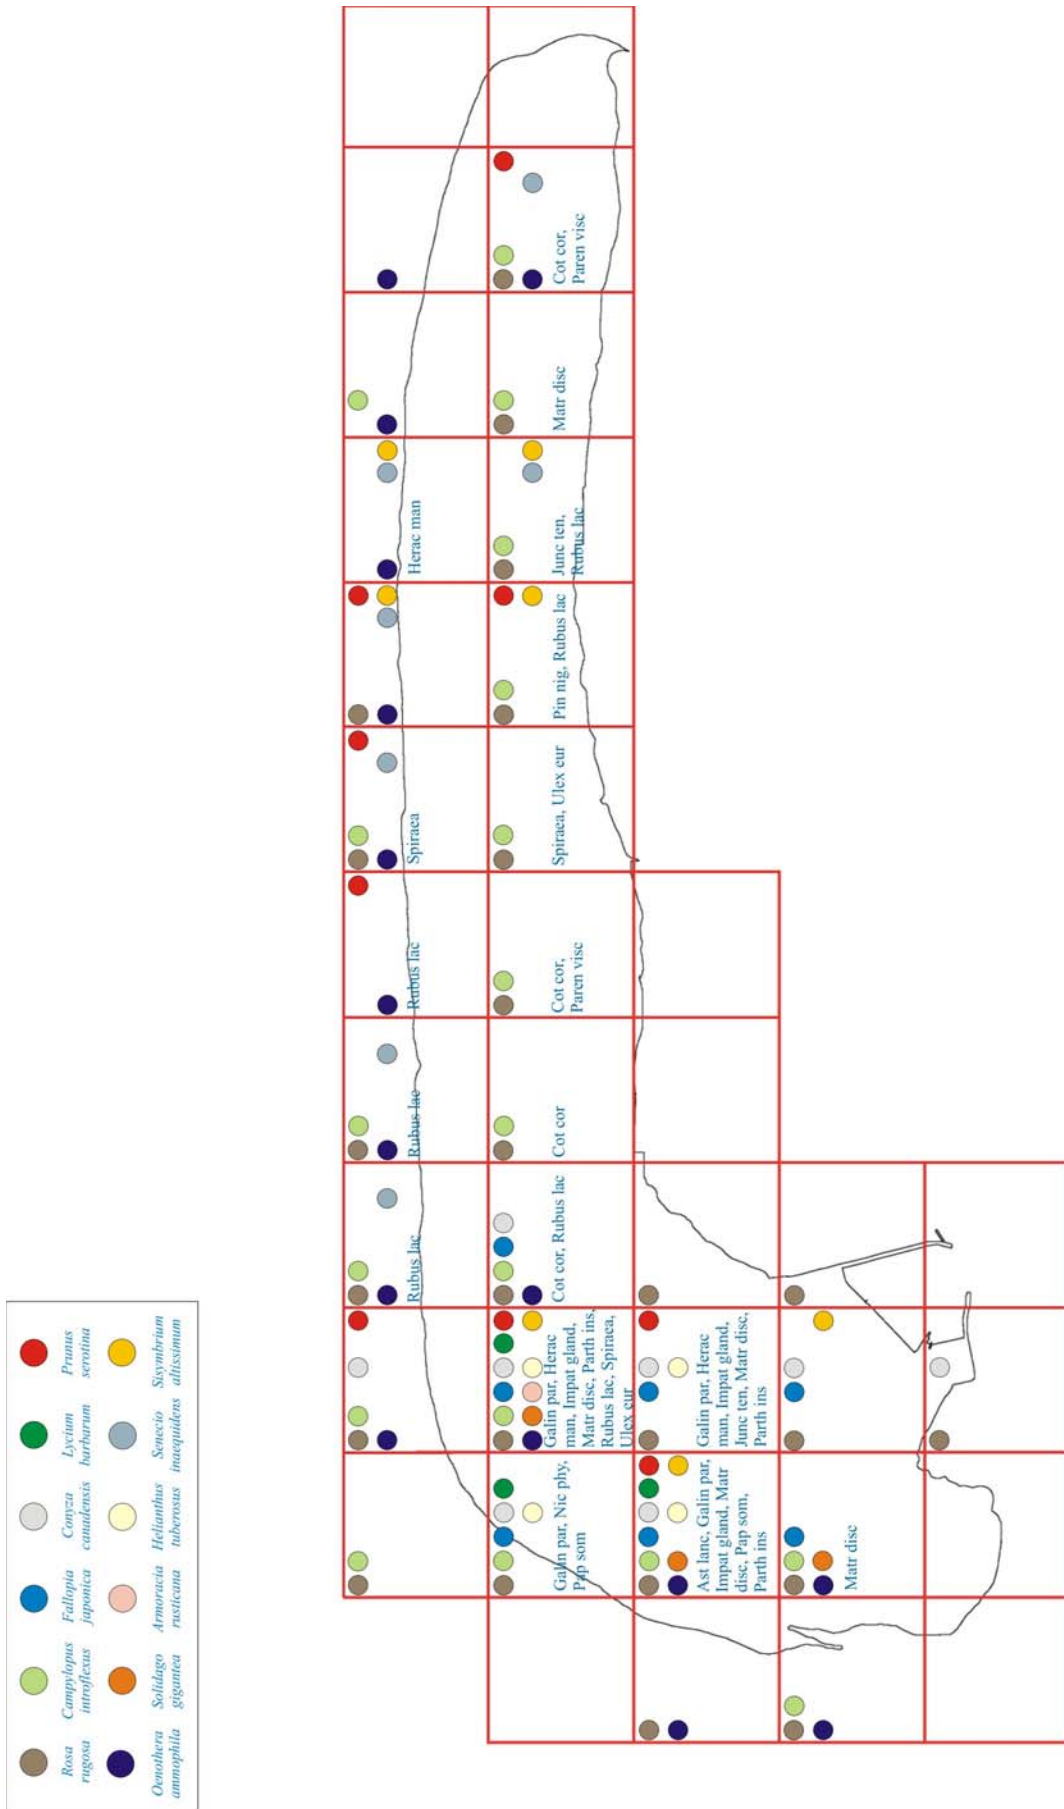 Rosa
rugosa
Campylopus
introflexus
Fallopia
japonica
Conyza
canadensis
Lycium
barbarum
Prunus
serotina
Oenothera
ammophila
Solidago
gigantea
Armoracia
rusticana
Helianthus
tuberosus
Senecio
inaequidens
Sisymbrium
altissimum
Rubus lac
Rubus lac
Rubus lac
Spiraea
Herac man
Galin par, Nic phy,
Pap som
Galin par, Herac
man, Impat gland,
Matr disc, Parth ins,
Rubus lac, Spiraea,
Ulex eur
Cot cor, Rubus lac
Cot cor
Cot cor,
Paren visc
Spiraea, Ulex eur
Pin nig, Rubus lac
Junc ten,
Rubus lac
Matr disc
Cot cor,
Paren visc
Ast lanc, Galin par,
Impat gland, Matr
disc, Pap som,
Parth ins
Galin par, Herac
man, Impat gland,
Junc ten, Matr disc,
Parth ins
Matr disc